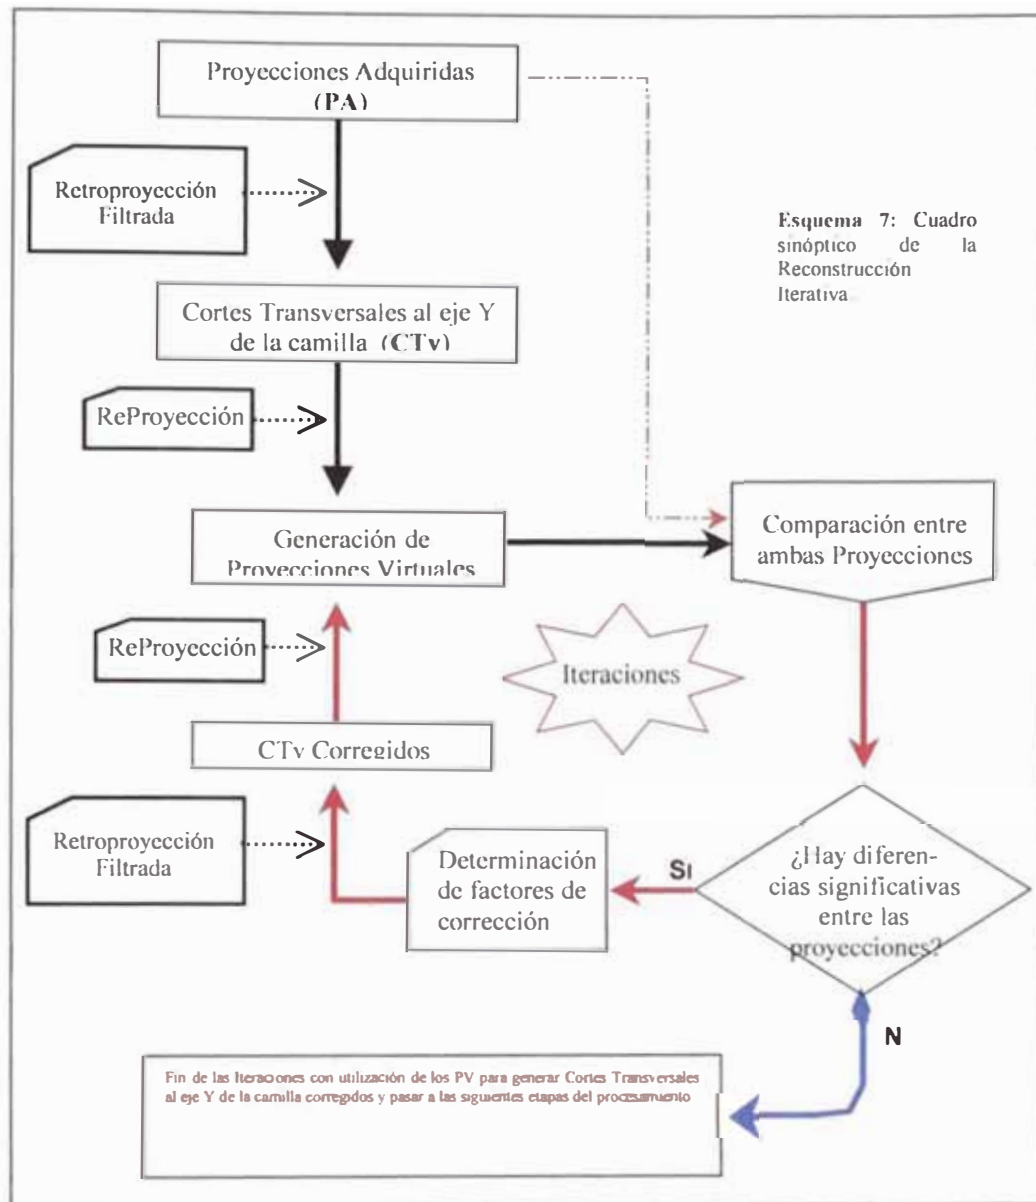 Proyecciones Adquiridas
(PA)
Retroproyección
Filtrada
Esquema 7: Cuadro
sinóptico de la
Reconstrucción
Iterativa
Cortes Transversales al eje Y
de la camilla (CTv)
ReProyección
Generación de
Proyecciones Virtuales
Comparación entre
ambas Proyecciones
ReProyección
Iteraciones
CTv Corregidos
Retroproyección
Filtrada
Determinación
de factores de
corrección
SI
¿Hay diferen-
cias significativas
entre las
proyecciones?
N
Fin de las Iteraciones con utilización de los PV para generar Cortes Transversales
al eje Y de la camilla corregidos y pasar a las siguientes etapas del procesamiento